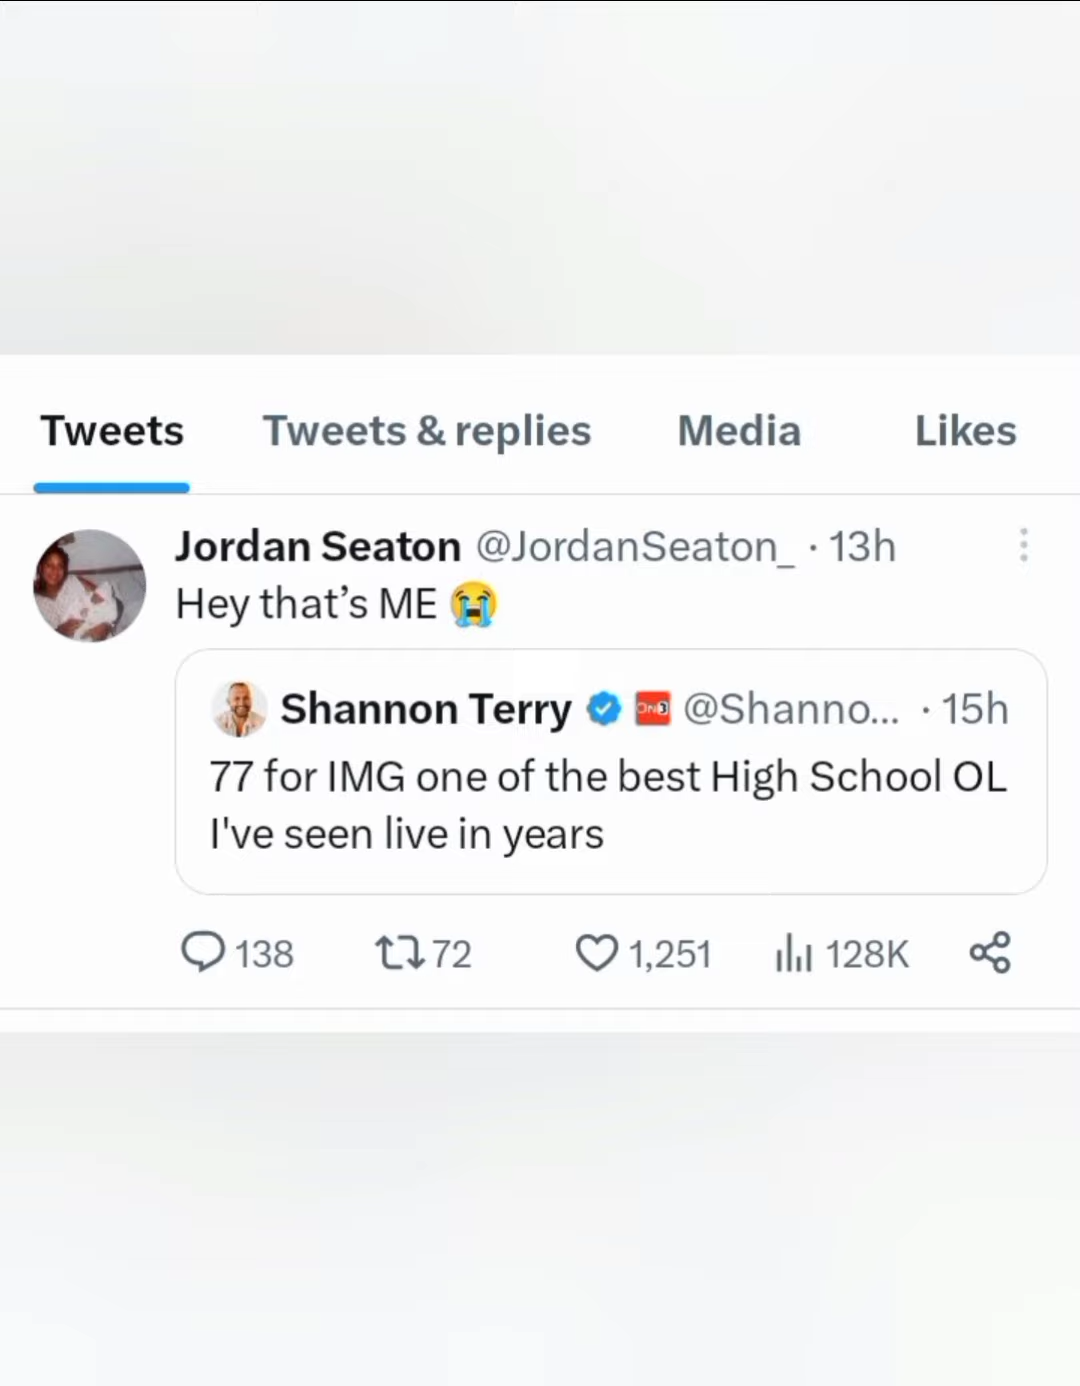 Tweets Tweets & replies Media Likes
Jordan Seaton @JordanSeaton_ · 13h
Hey that’s ME 😭
Shannon Terry ON3 @Shanno... · 15h
77 for IMG one of the best High School OL
I've seen live in years
138 72 1,251 128K